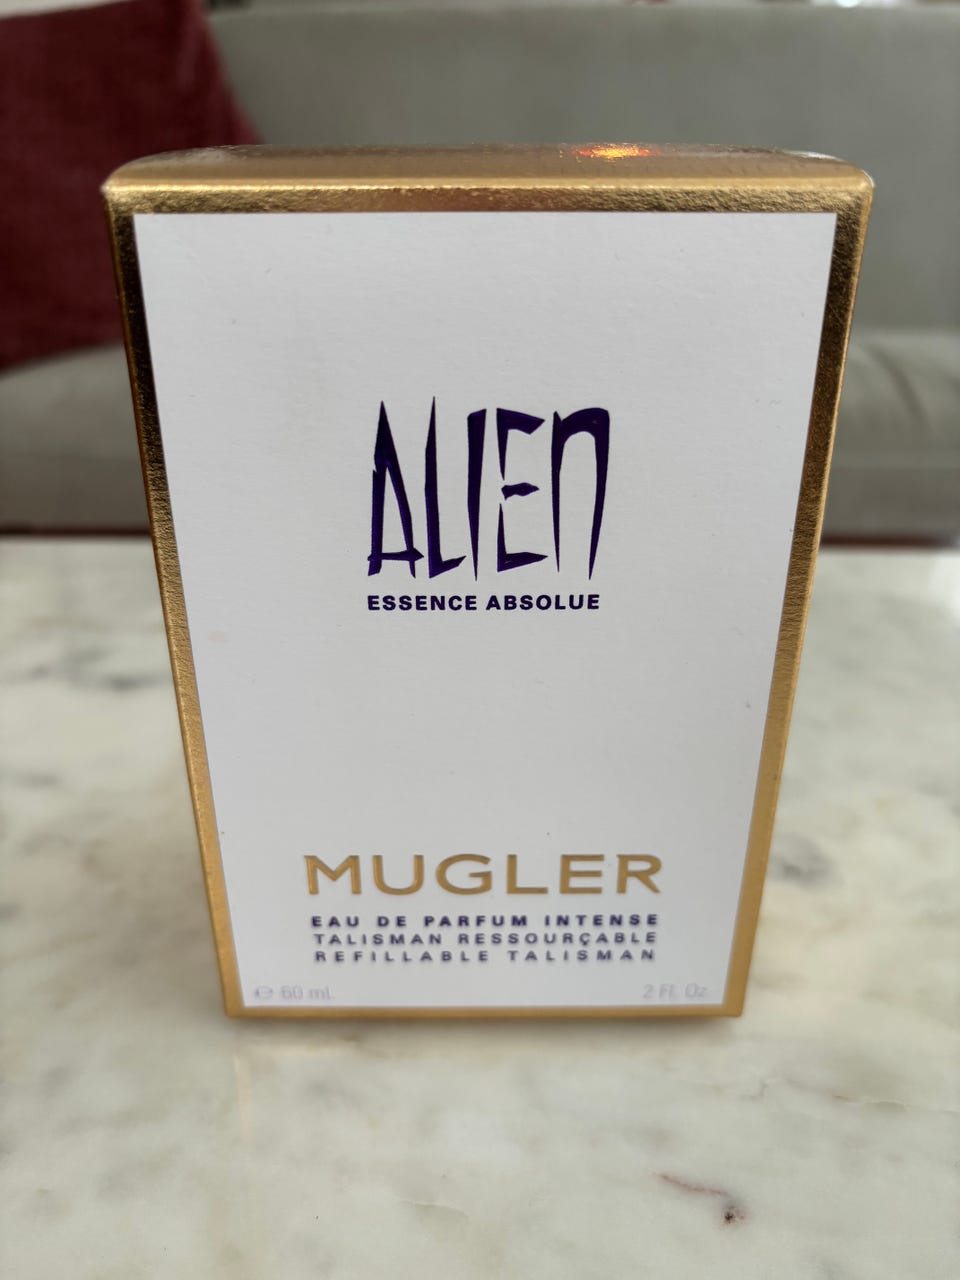 ALIEN
ESSENCE ABSOLUE
MUGLER
EAU DE PARFUM INTENSE
TALISMAN RESSOURÇABLE
REFILLABLE TALISMAN
℮ 60 mL 2 Fl. Oz.